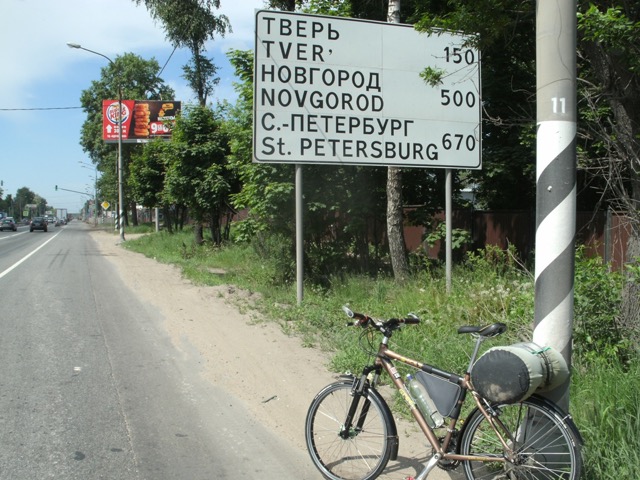 ТВЕРЬ
TVER' 150
НОВГОРОД
NOVGOROD 500
С.-ПЕТЕРБУРГ
St. PETERSBURG 670
11